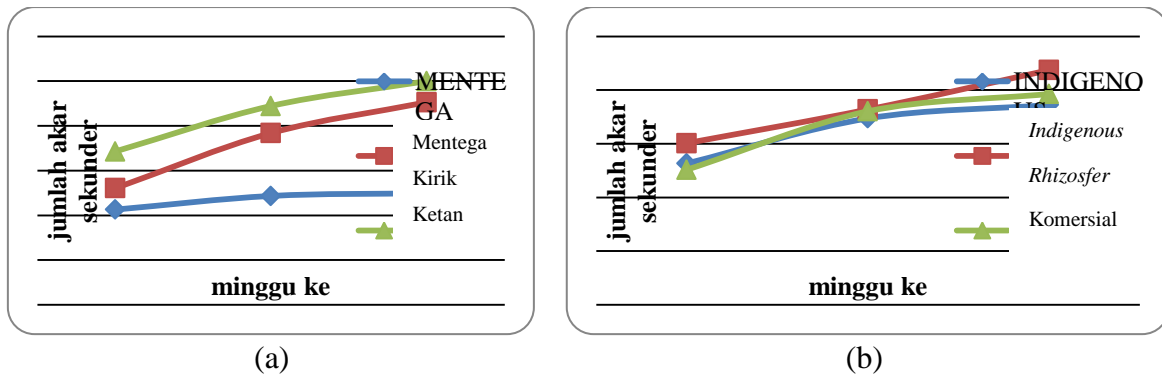 jumlah akar
sekunder
MENTE
GA
Mentega
Kirik
Ketan
minggu ke
(a)
jumlah akar
sekunder
INDIGENO
US
Indigenous
Rhizosfer
Komersial
minggu ke
(b)